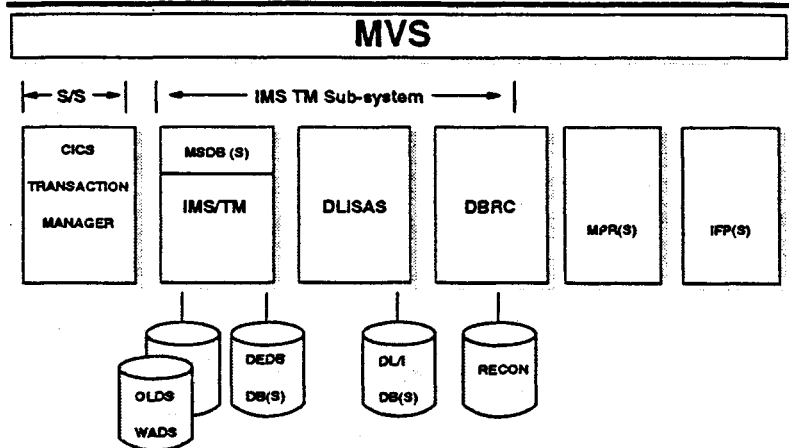 MVS
S/S
IMS TM Sub-system
CICS
TRANSACTION
MANAGER
MSDB (S)
IMS/TM
DLISAS
DBRC
MPR(S)
IFP(S)
OLDS
WADS
DEDB
DB(S)
DL/I
DB(S)
RECON